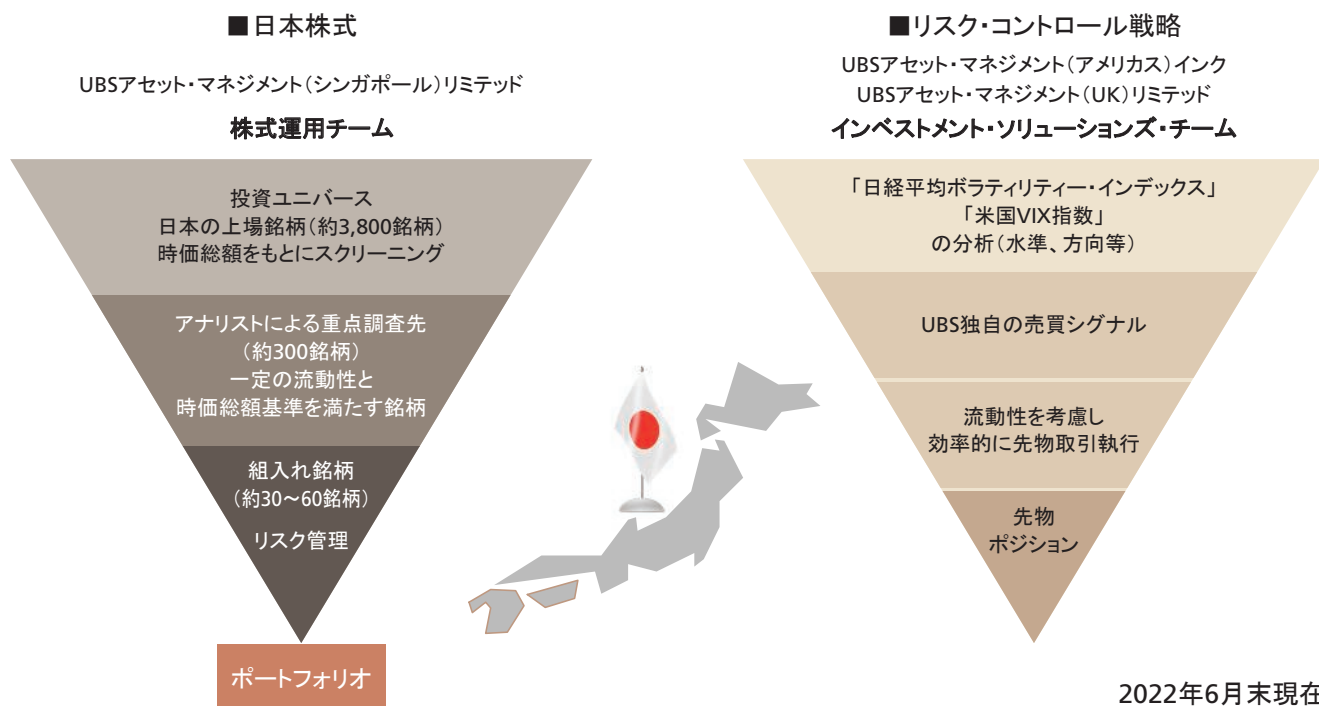 ■日本株式
UBSアセット・マネジメント（シンガポール）リミテッド
株式運用チーム
投資ユニバース
日本の上場銘柄（約3,800銘柄）
時価総額をもとにスクリーニング
アナリストによる重点調査先
（約300銘柄）
一定の流動性と
時価総額基準を満たす銘柄
組入れ銘柄
（約30〜60銘柄）
リスク管理
ポートフォリオ
■リスク・コントロール戦略
UBSアセット・マネジメント（アメリカス）インク
UBSアセット・マネジメント（UK）リミテッド
インベストメント・ソリューションズ・チーム
「日経平均ボラティリティー・インデックス」
「米国VIX指数」
の分析（水準、方向等）
UBS独自の売買シグナル
流動性を考慮し
効率的に先物取引執行
先物
ポジション
2022年6月末現在